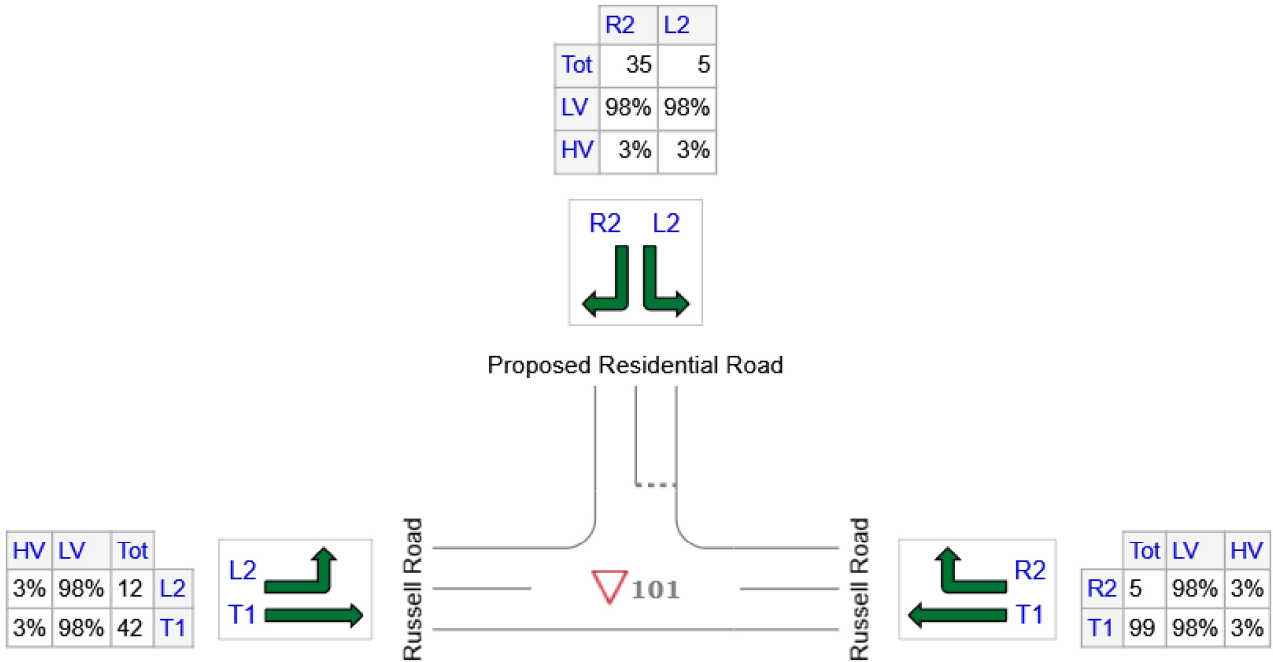 R2 L2
Tot 35 5
LV 98% 98%
HV 3% 3%
R2 L2
Proposed Residential Road
HV LV Tot
3% 98% 12 L2
3% 98% 42 T1
L2
T1
Russell Road
101
Russell Road
R2
T1
Tot LV HV
R2 5 98% 3%
T1 99 98% 3%